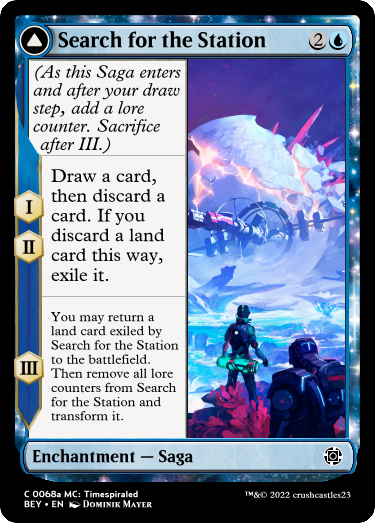 Search for the Station 2
(As this Saga enters
and after your draw
step, add a lore
counter. Sacrifice
after III.)
I
II
Draw a card,
then discard a
card. If you
discard a land
card this way,
exile it.
III
You may return a
land card exiled by
Search for the Station
to the battlefield.
Then remove all lore
counters from Search
for the Station and
transform it.
Enchantment — Saga
C 0068a MC: Timespiraled
BEY • EN Dominik Mayer
™&© 2022 crushcastles23